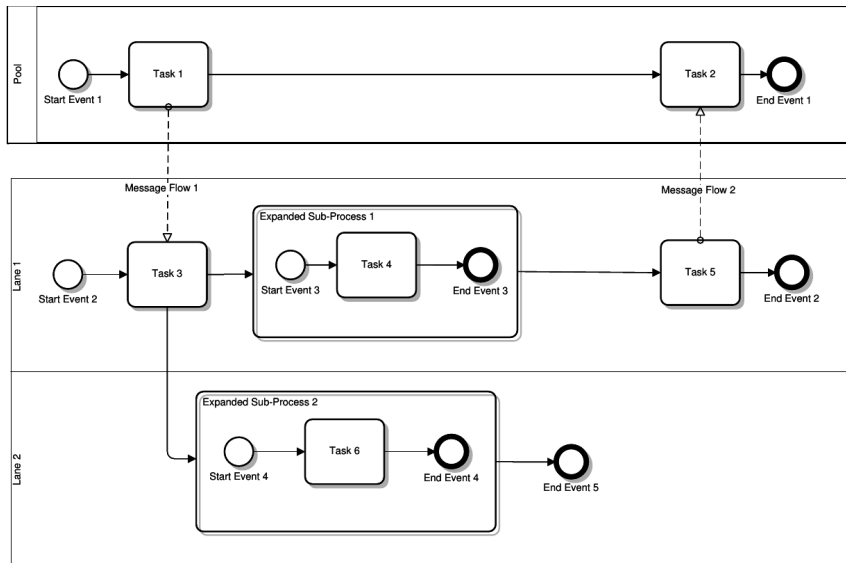 Pool
Task 1
Task 2
Start Event 1
End Event 1
Message Flow 1
Message Flow 2
Lane 1
Expanded Sub-Process 1
Task 3
Task 4
Task 5
Start Event 2
Start Event 3
End Event 3
End Event 2
Lane 2
Expanded Sub-Process 2
Task 6
Start Event 4
End Event 4
End Event 5